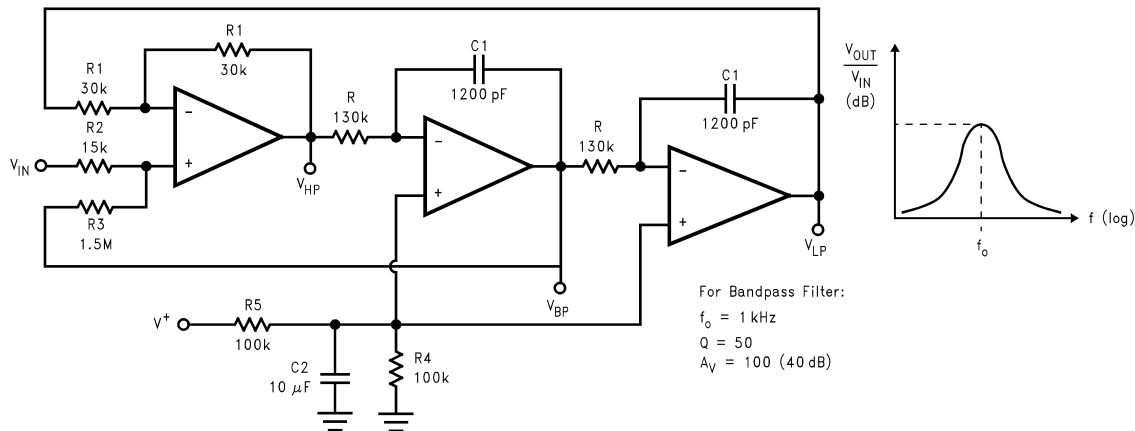 R1
30k
R1
30k
R2
15k
V_IN
R3
1.5M
−
+
V_HP
R
130k
C1
1200 pF
−
+
V_BP
R
130k
C1
1200 pF
−
+
V_LP
V⁺
R5
100k
C2
10 μF
R4
100k
V_OUT
V_IN
(dB)
f (log)
f_o
For Bandpass Filter:
f_o = 1 kHz
Q = 50
A_V = 100 (40 dB)